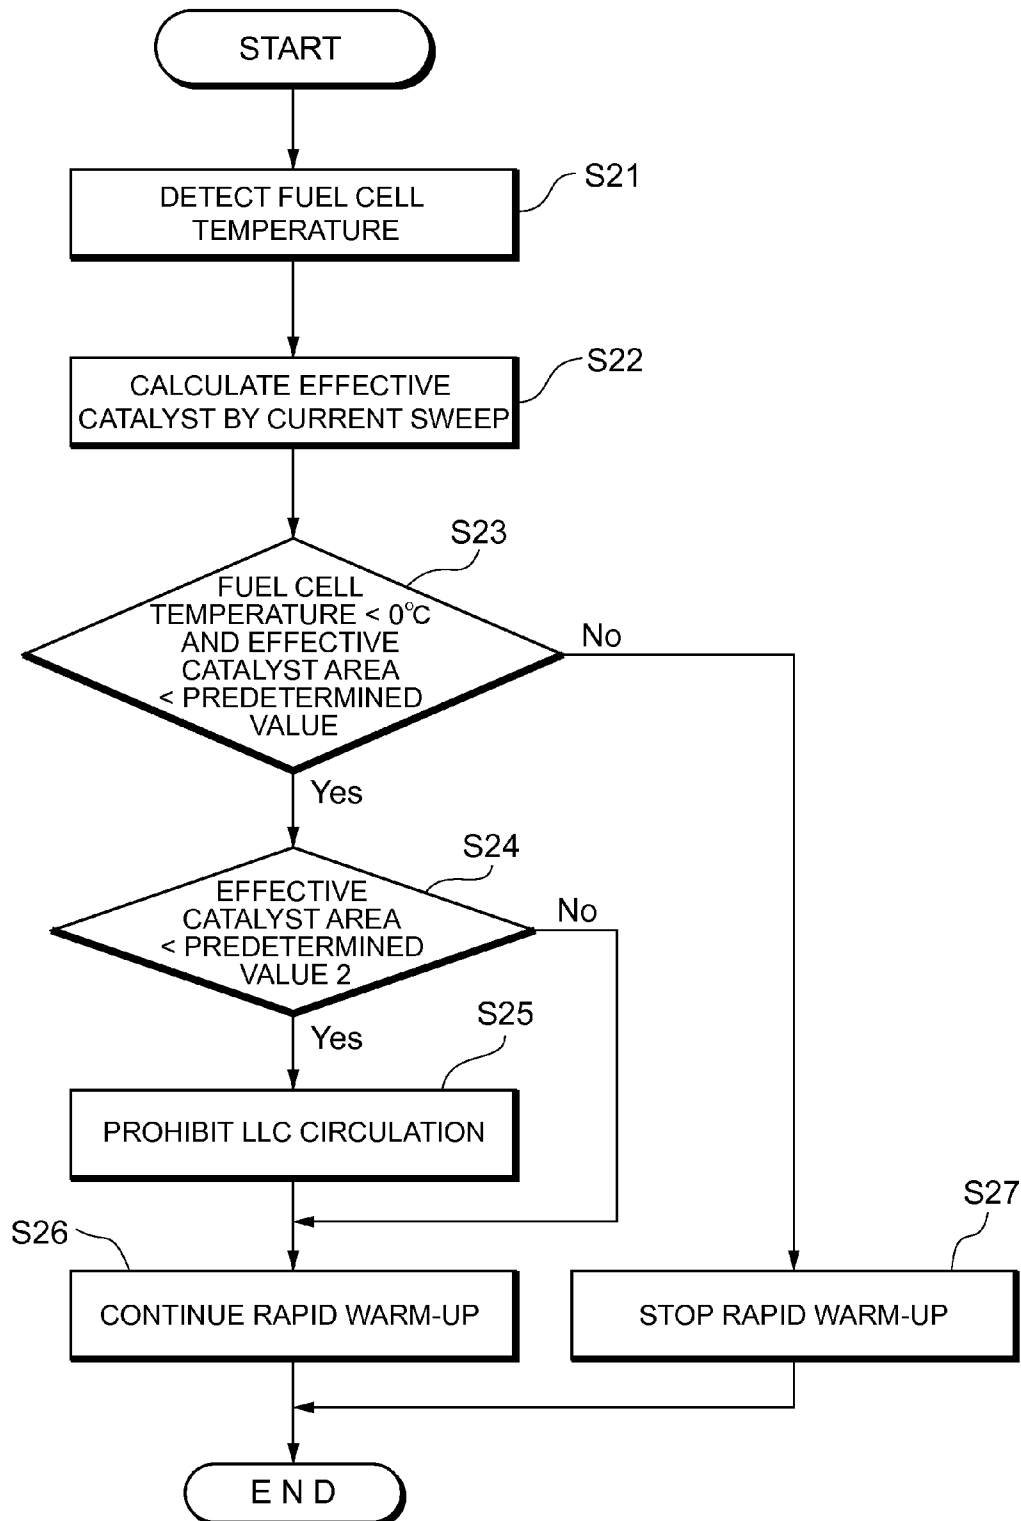 START
S21
DETECT FUEL CELL
TEMPERATURE
S22
CALCULATE EFFECTIVE
CATALYST BY CURRENT SWEEP
S23
FUEL CELL
TEMPERATURE < 0°C
AND EFFECTIVE
CATALYST AREA
< PREDETERMINED
VALUE
No
Yes
S24
EFFECTIVE
CATALYST AREA
< PREDETERMINED
VALUE 2
No
Yes
S25
PROHIBIT LLC CIRCULATION
S26
CONTINUE RAPID WARM-UP
S27
STOP RAPID WARM-UP
END